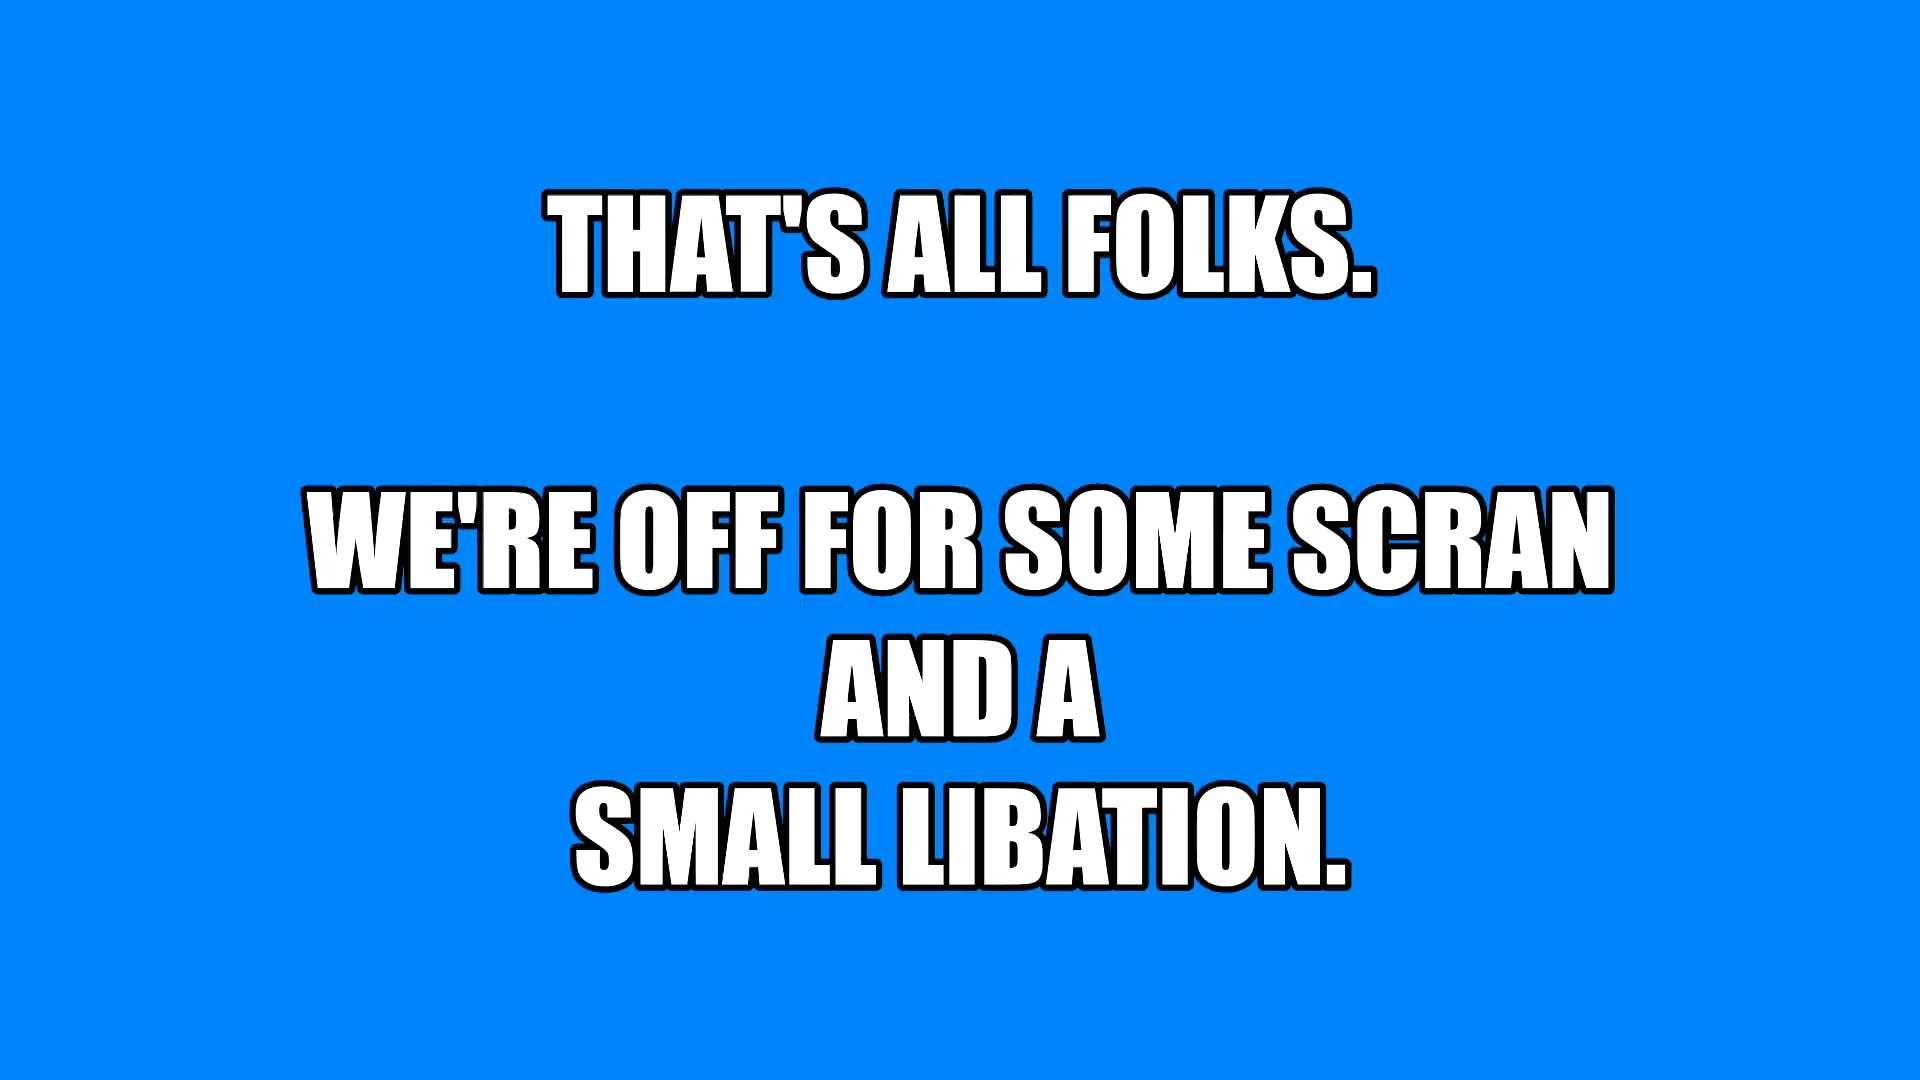 THAT'S ALL FOLKS.
WE'RE OFF FOR SOME SCRAN
AND A
SMALL LIBATION.